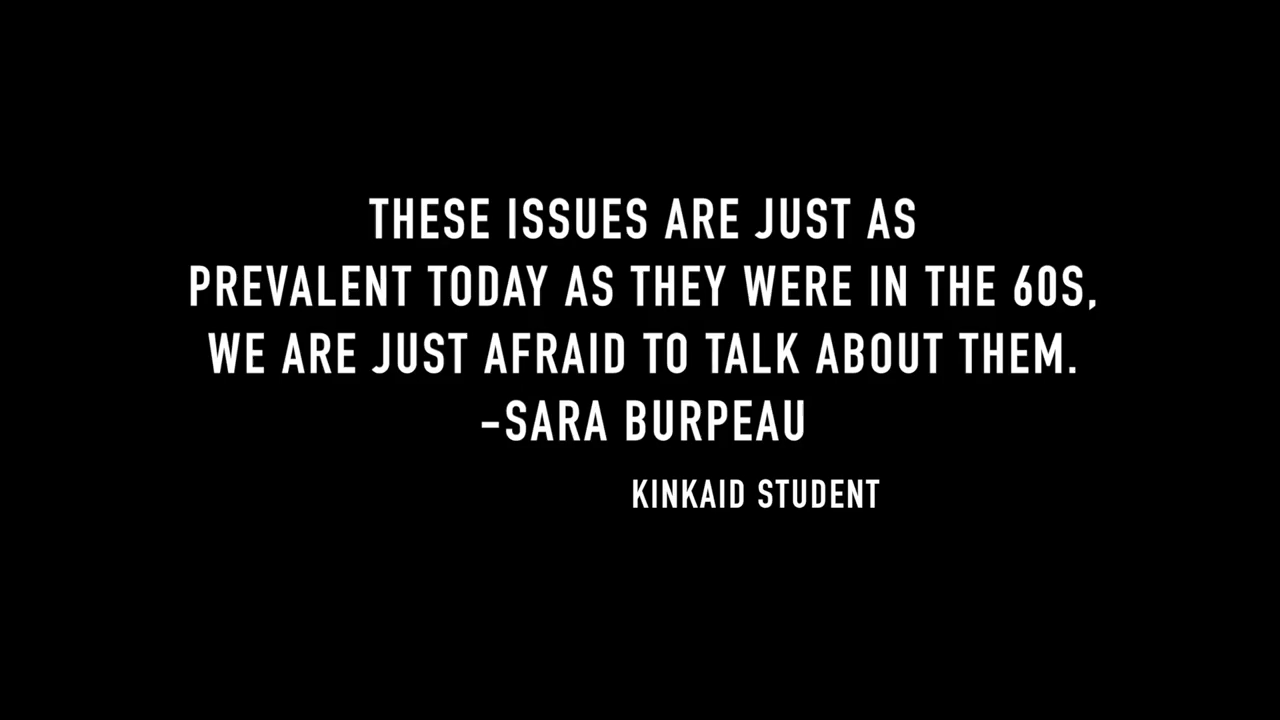 THESE ISSUES ARE JUST AS
PREVALENT TODAY AS THEY WERE IN THE 60S,
WE ARE JUST AFRAID TO TALK ABOUT THEM.
-SARA BURPEAU
KINKAID STUDENT